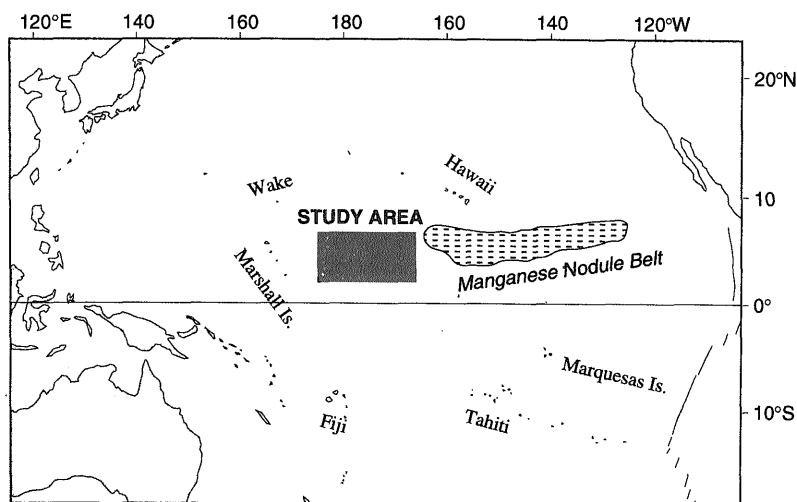 120°E 140 160 180 160 140 120°W
20°N
Hawaii
Wake
10
STUDY AREA
Marshall Is.
Manganese Nodule Belt
0°
Marquesas Is.
Fiji
Tahiti
10°S